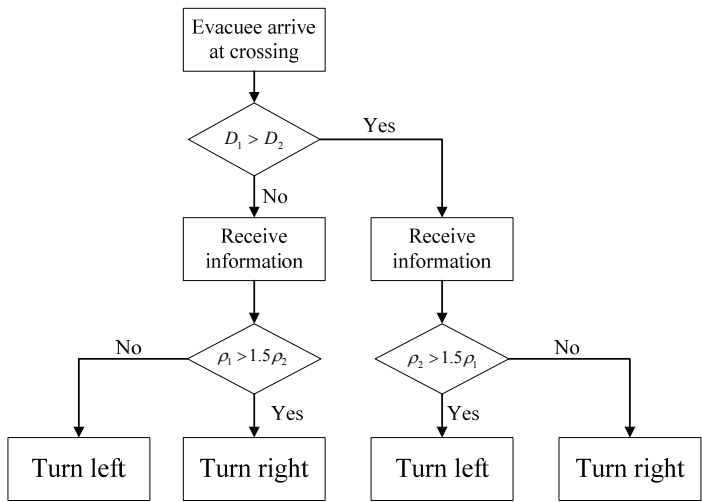 Evacuee arrive
at crossing
D₁ > D₂
Yes
No
Receive
information
Receive
information
ρ₁ >1.5ρ₂
ρ₂ >1.5ρ₁
No
No
Yes
Yes
Turn left
Turn right
Turn left
Turn right